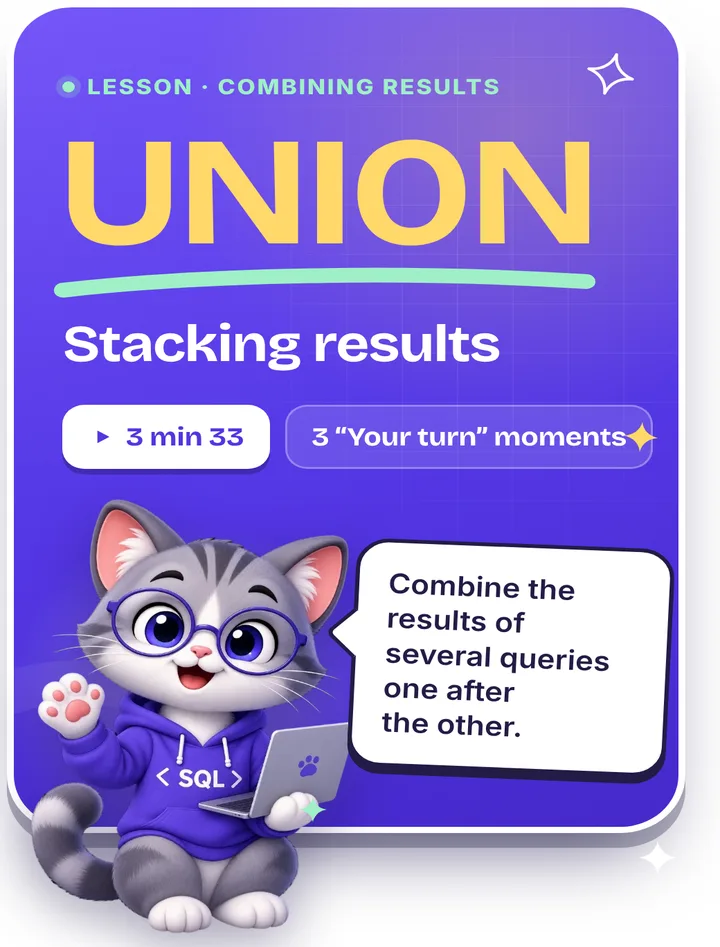 LESSON · COMBINING RESULTS
UNION
Stacking results
3 min 33
3 “Your turn” moments
Combine the
results of
several queries
one after
the other.
< SQL >